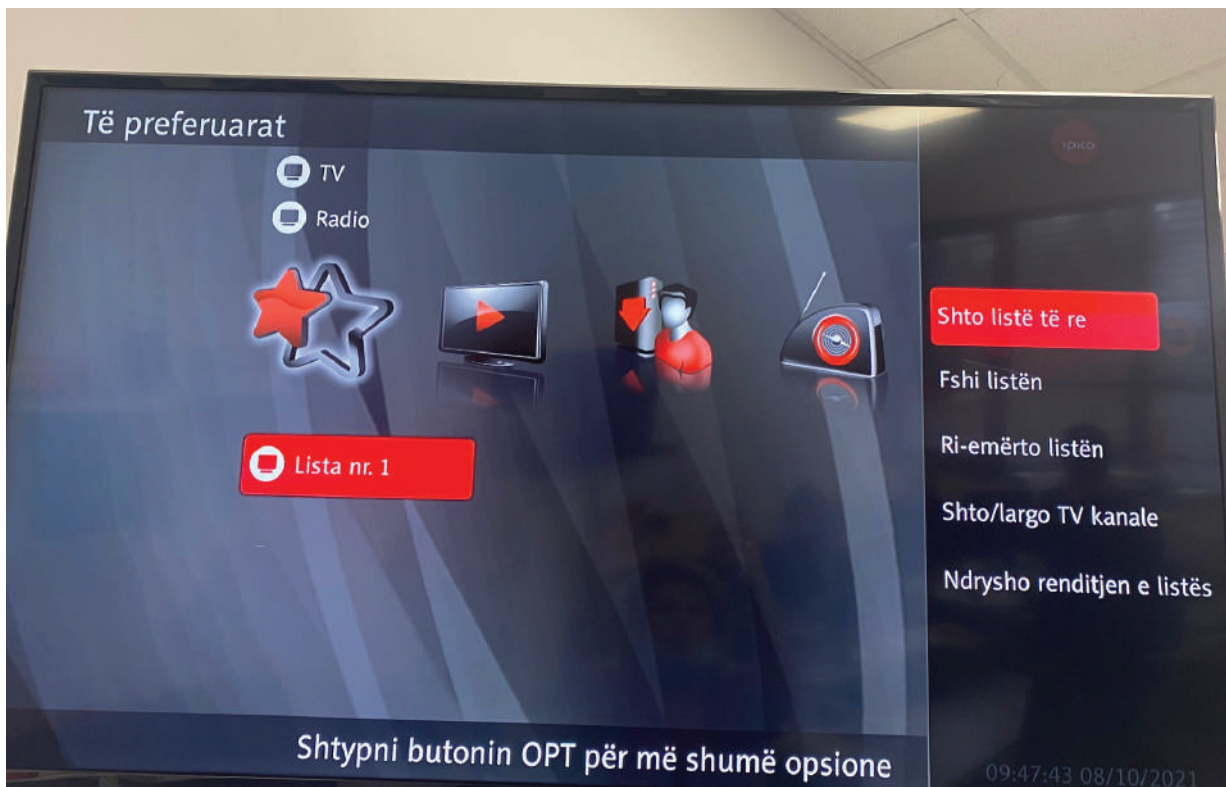 Të preferuarat
TV
Radio
Lista nr. 1
Shtypni butonin OPT për më shumë opsione
ipko
Shto listë të re
Fshi listën
Ri-emërto listën
Shto/largo TV kanale
Ndrysho renditjen e listës
09:47:43 08/10/2021